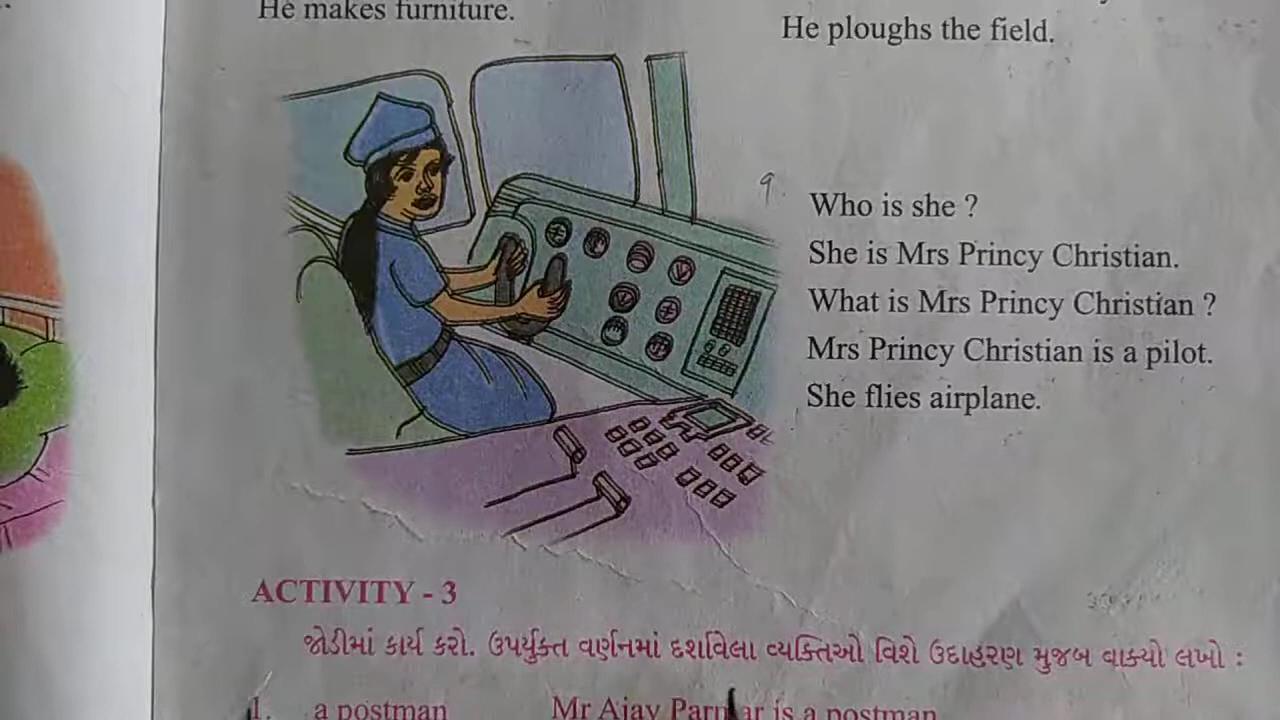 He makes furniture.
He ploughs the field.
9.
Who is she ?
She is Mrs Princy Christian.
What is Mrs Princy Christian ?
Mrs Princy Christian is a pilot.
She flies airplane.
ACTIVITY - 3
જોડીમાં કાર્ય કરો. ઉપર્યુક્ત વર્ણનમાં દર્શાવેલા વ્યક્તિઓ વિશે ઉદાહરણ મુજબ વાક્યો લખો :
1. a postman Mr Ajay Parmar is a postman